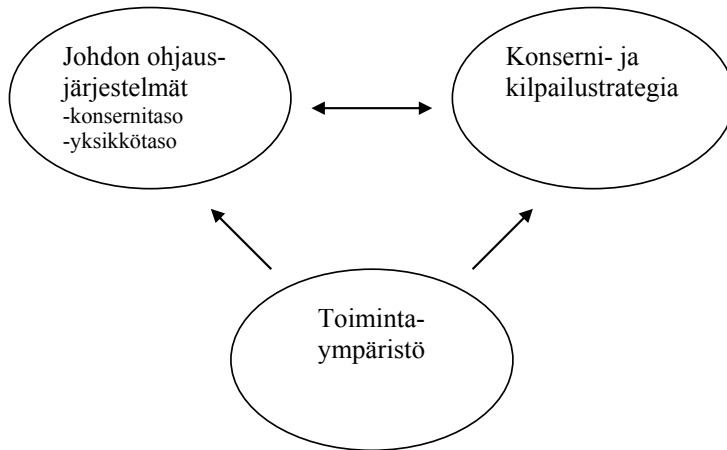 Johdon ohjaus-
järjestelmät
-konsernitaso
-yksikkötaso
Konserni- ja
kilpailustrategia
Toiminta-
ympäristö